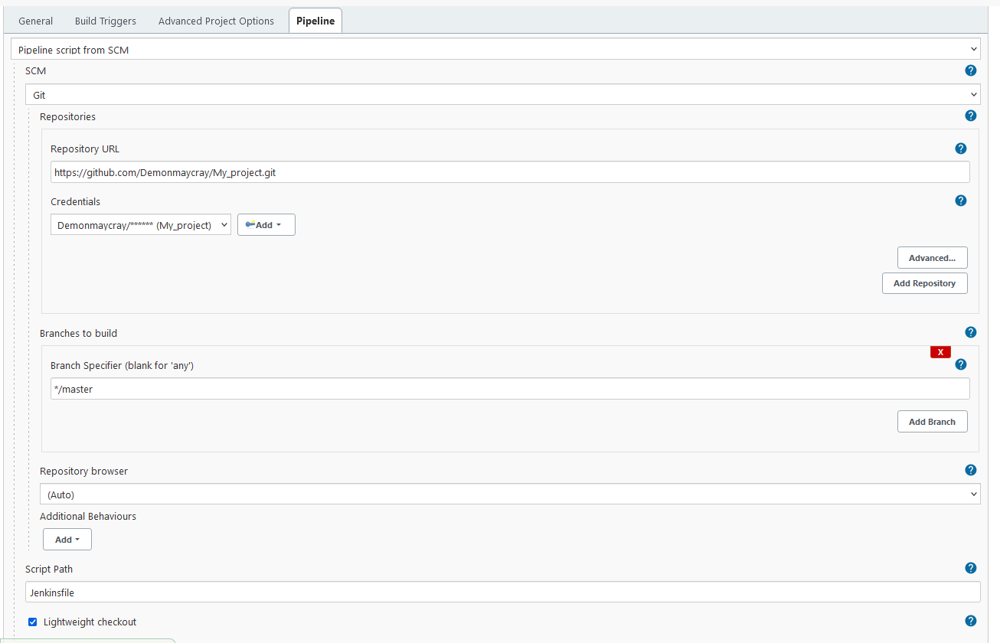 General Build Triggers Advanced Project Options Pipeline
Pipeline script from SCM
SCM
?
Git
Repositories
?
Repository URL
?
https://github.com/Demonmaycray/My_project.git
Credentials
?
Demonmaycray/****** (My_project) Add
Advanced...
Add Repository
Branches to build
?
X
Branch Specifier (blank for 'any')
?
*/master
Add Branch
Repository browser
?
(Auto)
Additional Behaviours
Add
Script Path
?
Jenkinsfile
Lightweight checkout
?